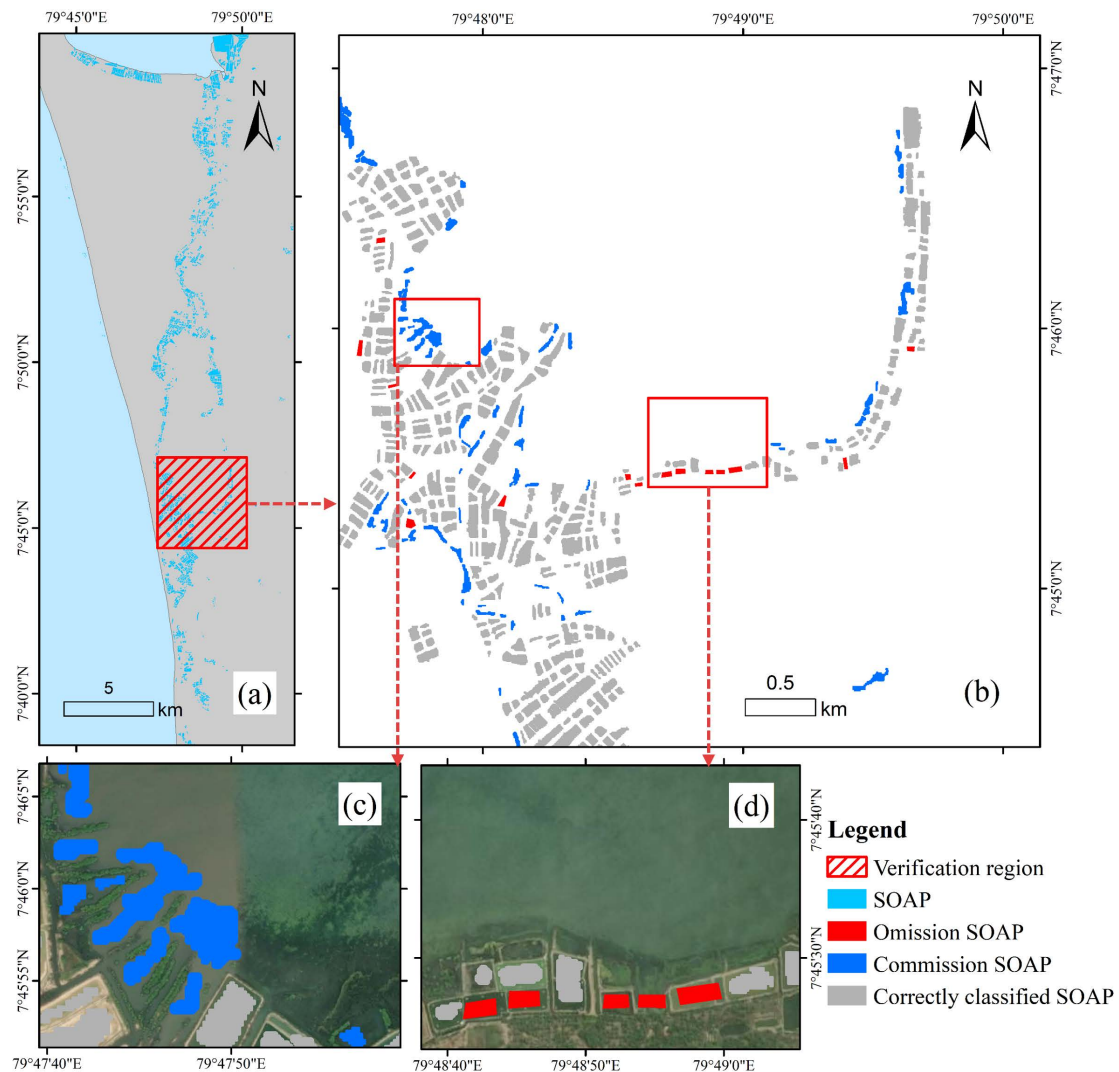 79°45'0"E
79°50'0"E
7°55'0"N
7°50'0"N
7°45'0"N
7°40'0"N
N
5
km
(a)
79°48'0"E
79°49'0"E
79°50'0"E
7°47'0"N
7°46'0"N
7°45'0"N
N
0.5
km
(b)
7°46'5"N
7°46'0"N
7°45'55"N
(c)
79°47'40"E
79°47'50"E
(d)
7°45'40"N
7°45'30"N
79°48'40"E
79°48'50"E
79°49'0"E
Legend
Verification region
SOAP
Omission SOAP
Commission SOAP
Correctly classified SOAP